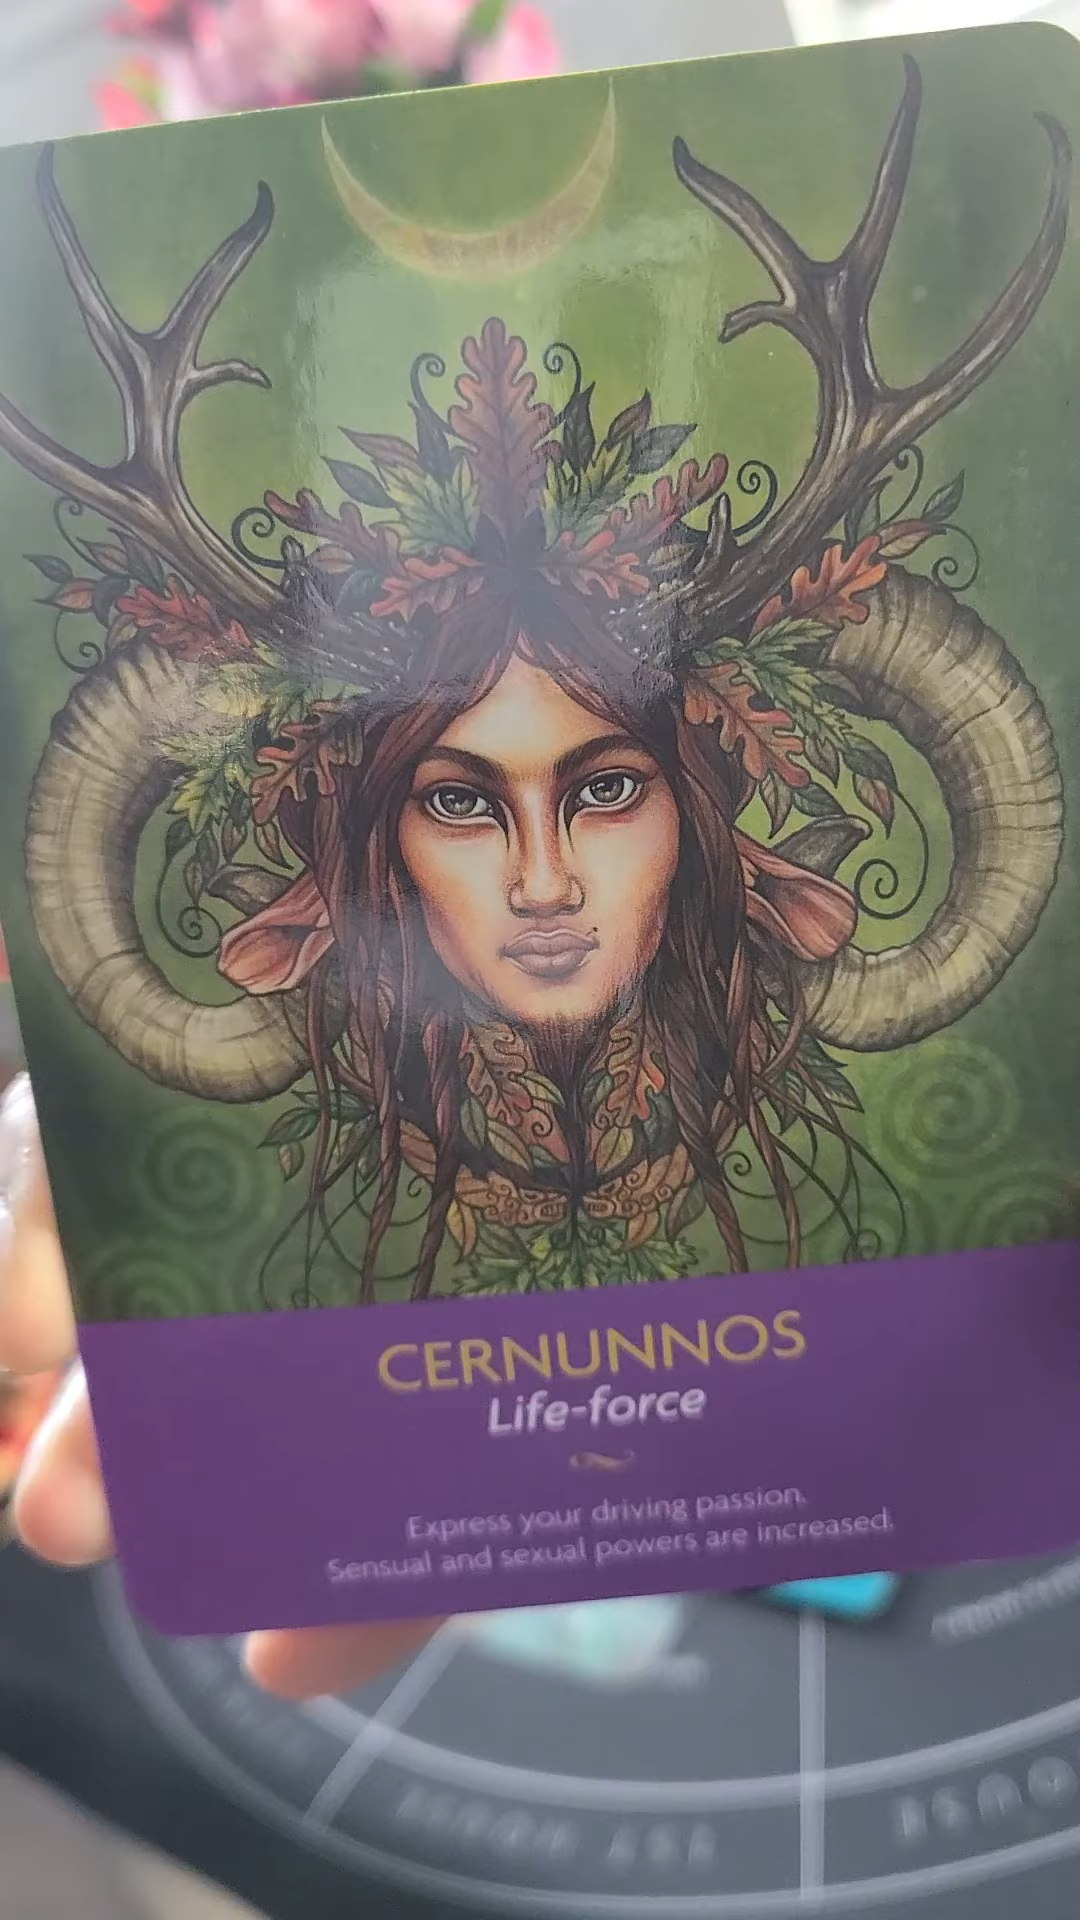 CERNUNNOS
Life-force
Express your driving passion.
Sensual and sexual powers are increased.